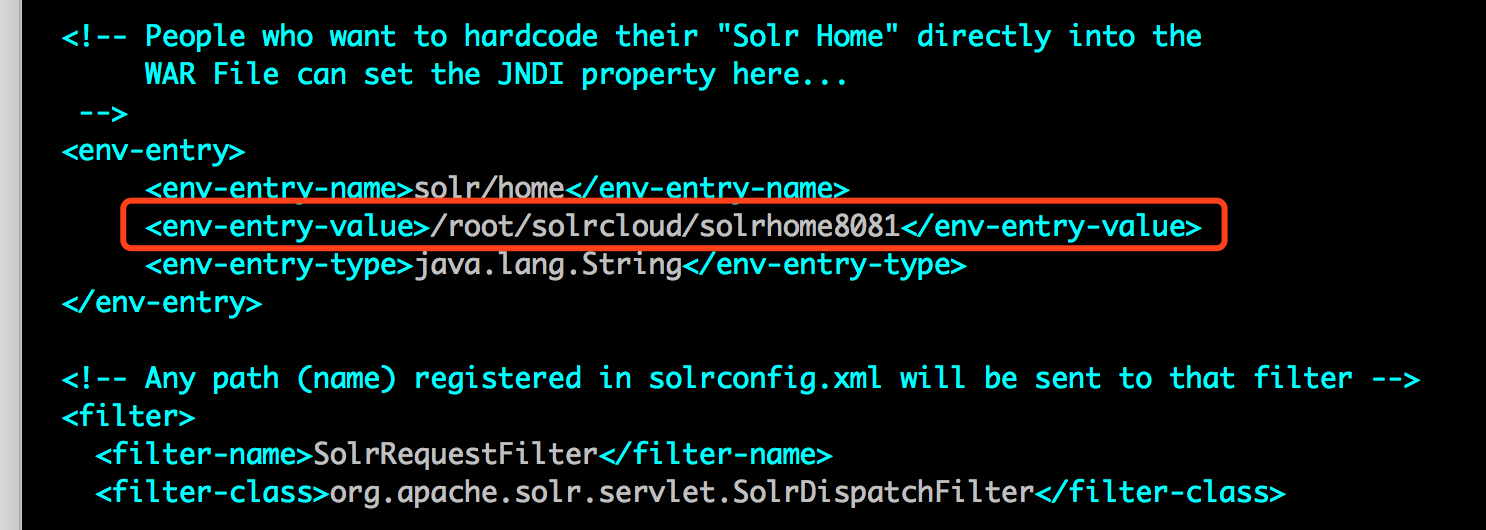 <!-- People who want to hardcode their "Solr Home" directly into the
WAR File can set the JNDI property here...
-->
<env-entry>
<env-entry-name>solr/home</env-entry-name>
<env-entry-value>/root/solrcloud/solrhome8081</env-entry-value>
<env-entry-type>java.lang.String</env-entry-type>
</env-entry>
<!-- Any path (name) registered in solrconfig.xml will be sent to that filter -->
<filter>
<filter-name>SolrRequestFilter</filter-name>
<filter-class>org.apache.solr.servlet.SolrDispatchFilter</filter-class>